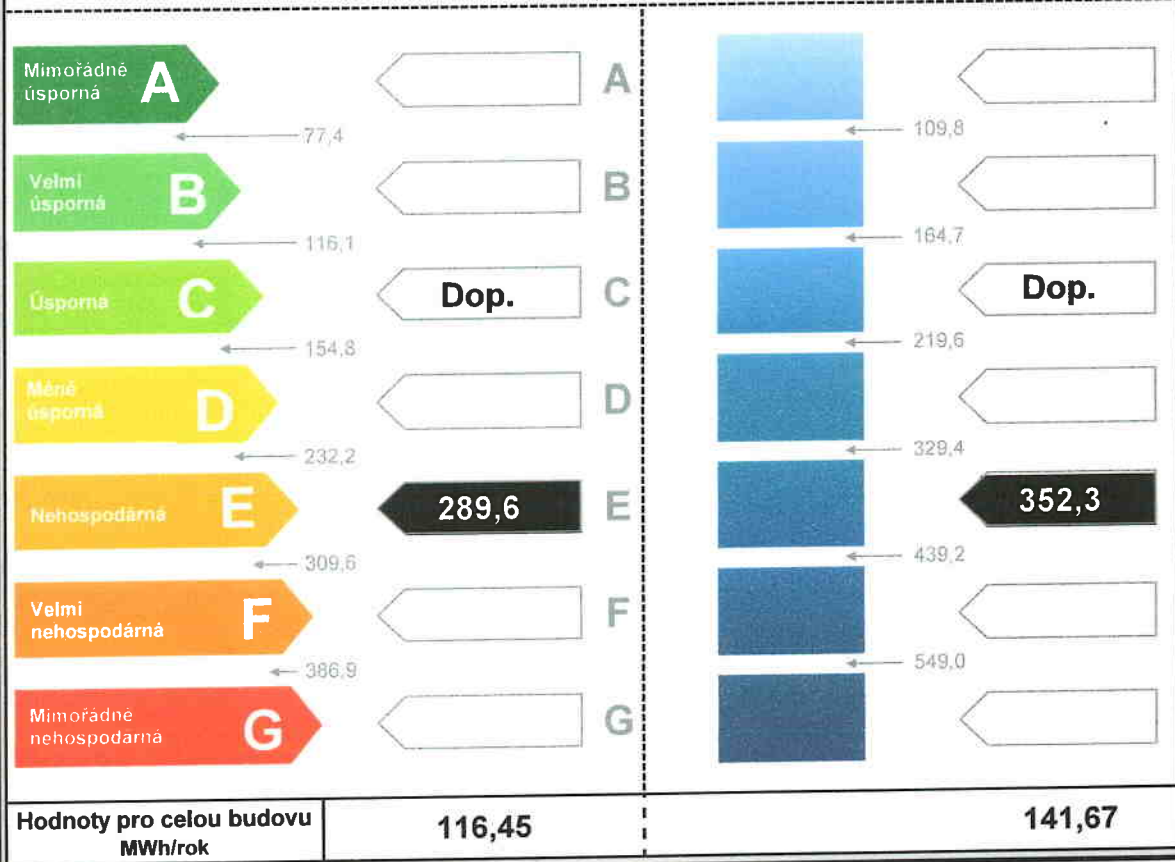 Mimořádně
úsporná
A
A
77,4
109,8
Velmi
úsporná
B
B
116,1
164,7
Úsporná
C
Dop.
C
Dop.
154,8
219,6
Méně
úsporná
D
D
232,2
329,4
Nehospodárná
E
289,6
E
352,3
309,6
439,2
Velmi
nehospodárná
F
F
386,9
549,0
Mimořádně
nehospodárná
G
G
Hodnoty pro celou budovu
MWh/rok
116,45
141,67